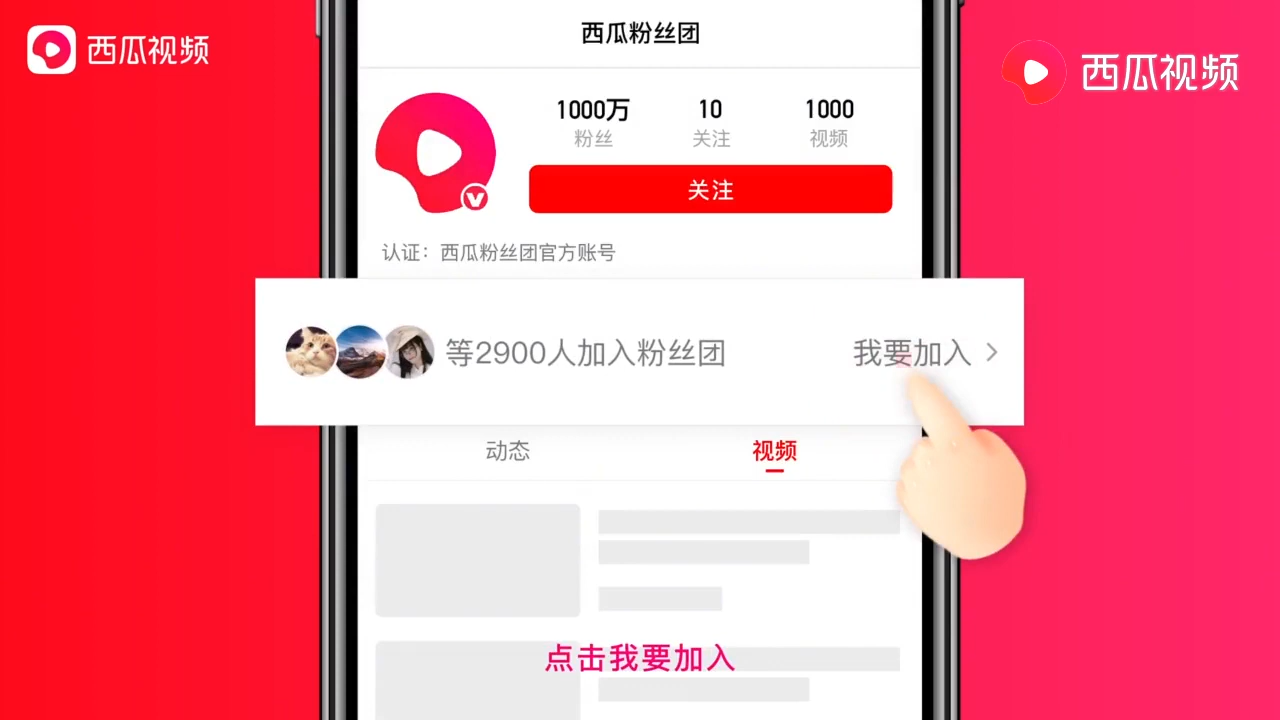 西瓜视频
西瓜视频
西瓜粉丝团
1000万 10 1000
粉丝 关注 视频
关注
认证：西瓜粉丝团官方账号
等2900人加入粉丝团 我要加入
动态 视频
点击我要加入